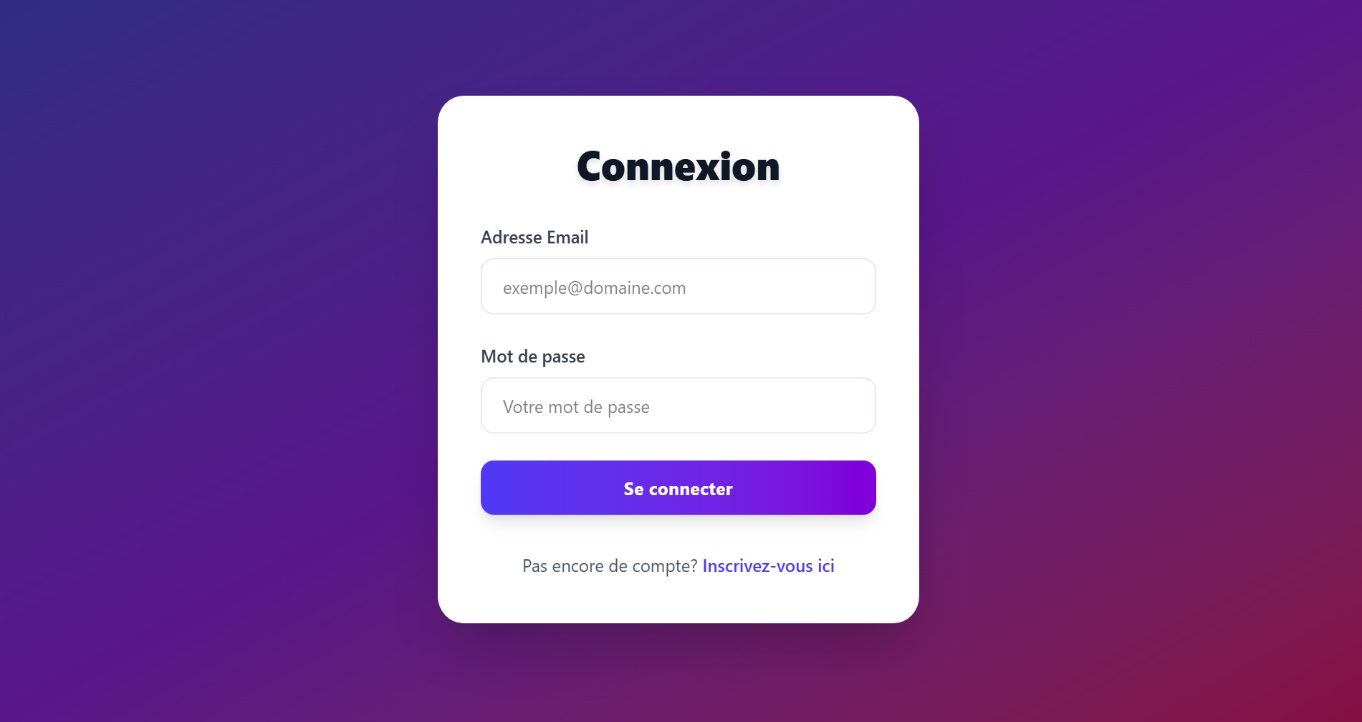 Connexion
Adresse Email
exemple@domaine.com
Mot de passe
Votre mot de passe
Se connecter
Pas encore de compte? Inscrivez-vous ici